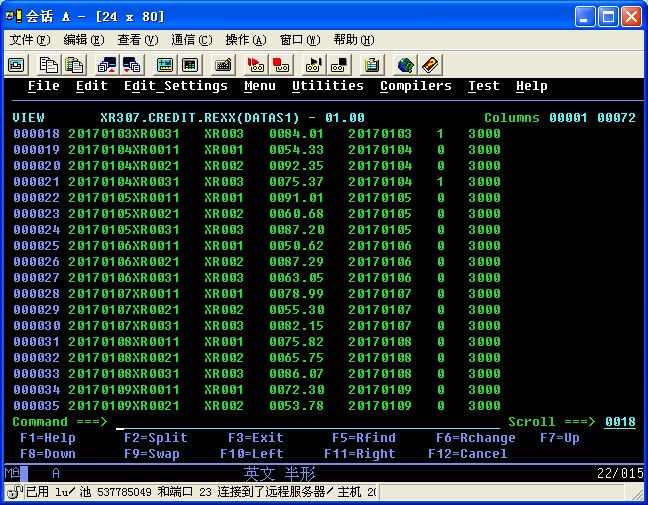 会话 A - [24 x 80]
文件(F) 编辑(E) 查看(V) 通信(C) 操作(A) 窗口(W) 帮助(H)
File Edit Edit_Settings Menu Utilities Compilers Test Help
VIEW XR307.CREDIT.REXX(DATAS1) - 01.00 Columns 00001 00072
000018 20170103XR0031 XR003 0084.01 20170103 1 3000
000019 20170104XR0011 XR001 0054.33 20170104 0 3000
000020 20170104XR0021 XR002 0092.35 20170104 0 3000
000021 20170104XR0031 XR003 0075.37 20170104 1 3000
000022 20170105XR0011 XR001 0091.01 20170105 0 3000
000023 20170105XR0021 XR002 0060.68 20170105 0 3000
000024 20170105XR0031 XR003 0087.20 20170105 0 3000
000025 20170106XR0011 XR001 0050.62 20170106 0 3000
000026 20170106XR0021 XR002 0087.29 20170106 0 3000
000027 20170106XR0031 XR003 0063.05 20170106 0 3000
000028 20170107XR0011 XR001 0078.99 20170107 0 3000
000029 20170107XR0021 XR002 0055.30 20170107 0 3000
000030 20170107XR0031 XR003 0082.15 20170107 0 3000
000031 20170108XR0011 XR001 0075.82 20170108 0 3000
000032 20170108XR0021 XR002 0065.75 20170108 0 3000
000033 20170108XR0031 XR003 0086.07 20170108 0 3000
000034 20170109XR0011 XR001 0072.30 20170109 0 3000
000035 20170109XR0021 XR002 0053.78 20170109 0 3000
Command ===> Scroll ===> 0018
F1=Help F2=Split F3=Exit F5=Rfind F6=Rchange F7=Up
F8=Down F9=Swap F10=Left F11=Right F12=Cancel
MA A 英文 半形 22/015
已用 lu/池 537785049 和端口 23 连接到了远程服务器/主机 20